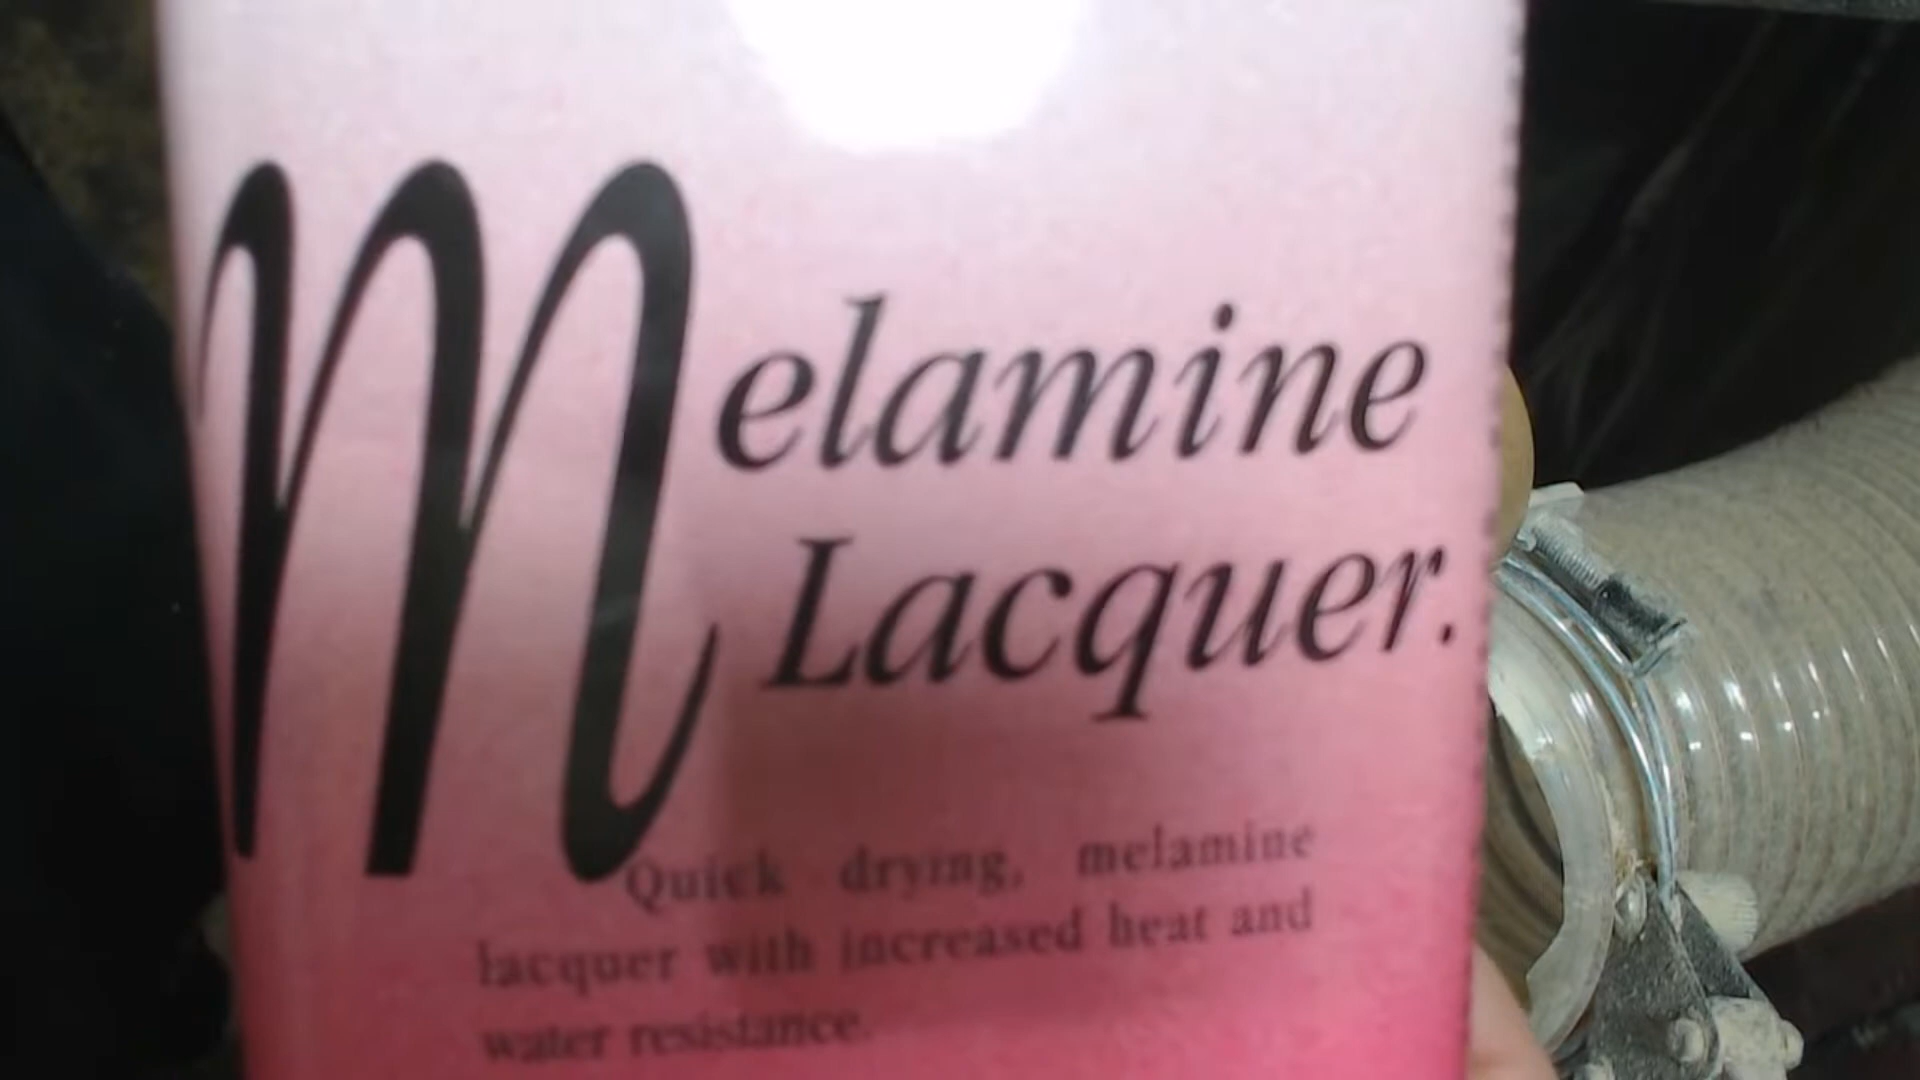 Melamine
Lacquer.
Quick drying, melamine
lacquer with increased heat and
water resistance.